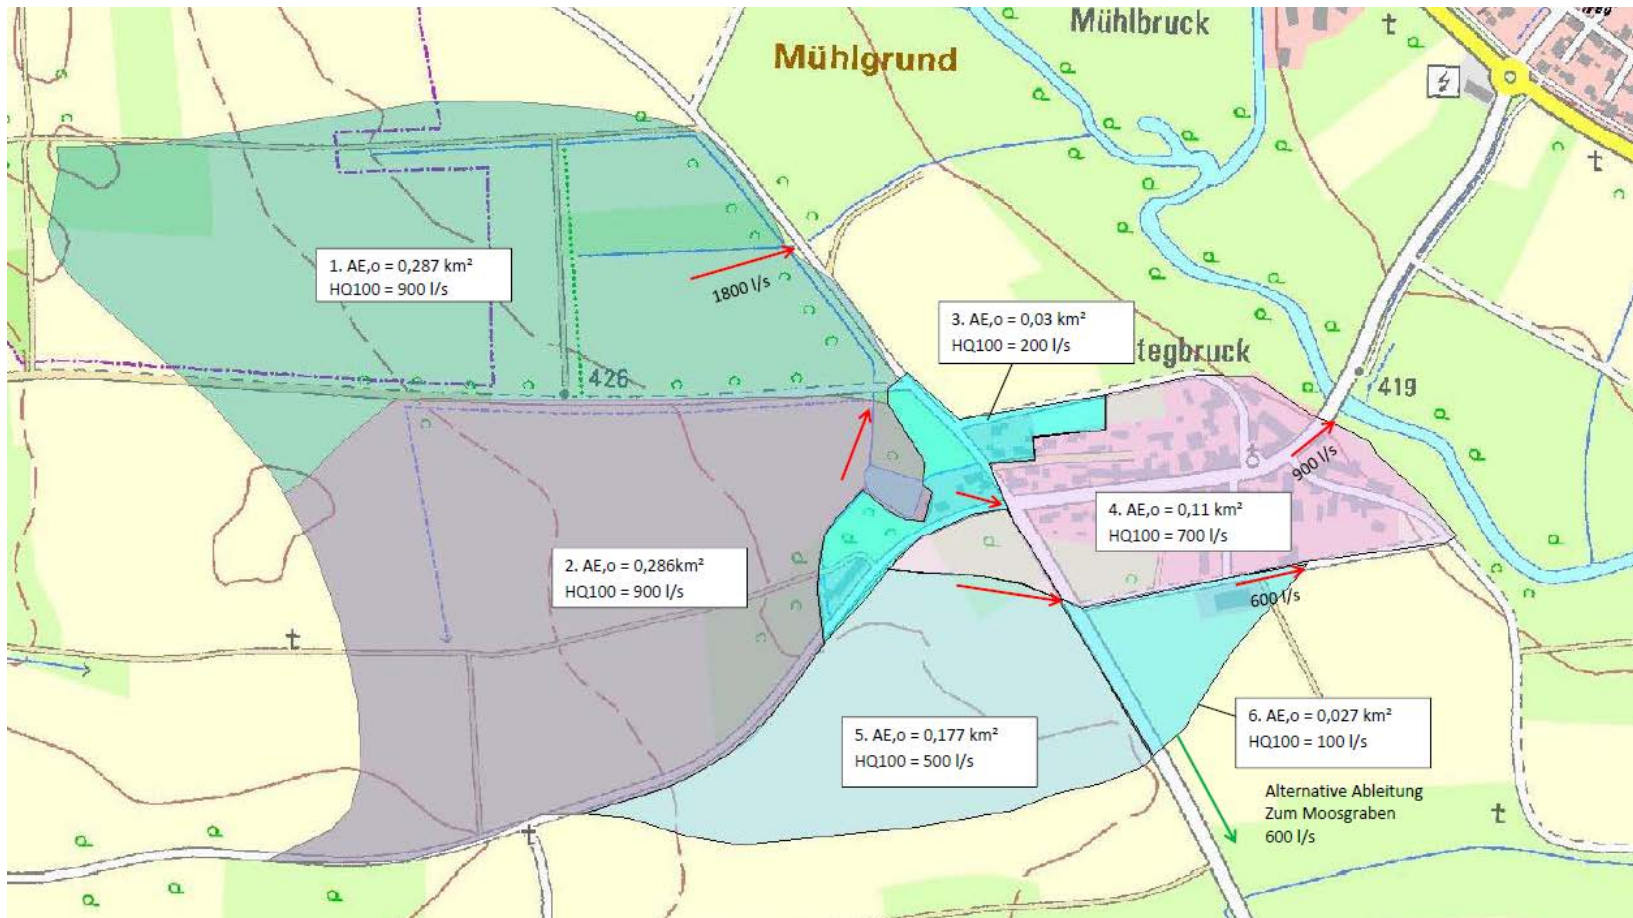 Mühlbruck
Mühlgrund
1. AE,o = 0,287 km²
HQ100 = 900 l/s
1800 l/s
3. AE,o = 0,03 km²
HQ100 = 200 l/s
tegbruck
426
419
900 l/s
4. AE,o = 0,11 km²
HQ100 = 700 l/s
2. AE,o = 0,286km²
HQ100 = 900 l/s
600 l/s
5. AE,o = 0,177 km²
HQ100 = 500 l/s
6. AE,o = 0,027 km²
HQ100 = 100 l/s
Alternative Ableitung
Zum Moosgraben
600 l/s